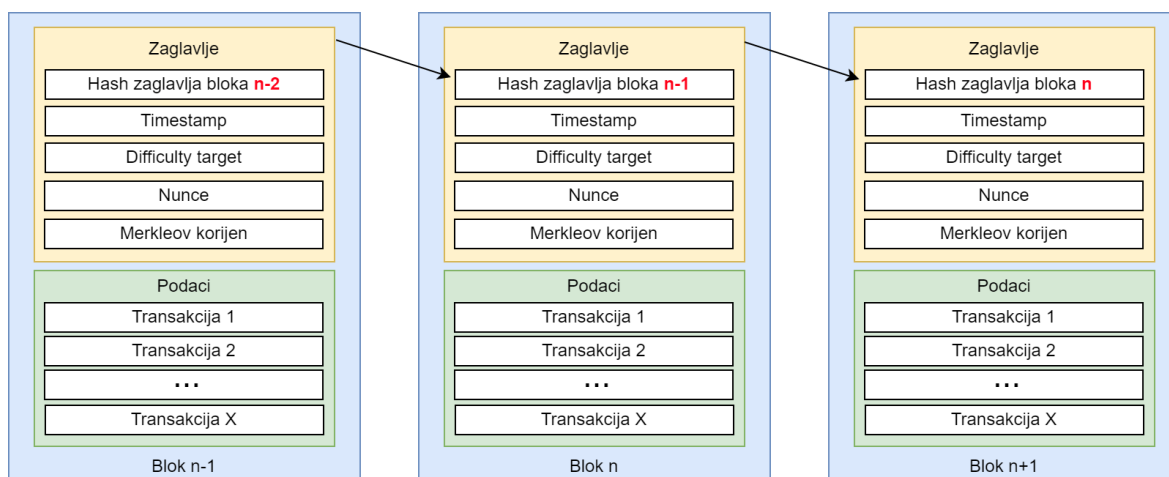 Zaglavlje
Hash zaglavlja bloka n-2
Timestamp
Difficulty target
Nunce
Merkleov korijen
Podaci
Transakcija 1
Transakcija 2
...
Transakcija X
Blok n-1
Zaglavlje
Hash zaglavlja bloka n-1
Timestamp
Difficulty target
Nunce
Merkleov korijen
Podaci
Transakcija 1
Transakcija 2
...
Transakcija X
Blok n
Zaglavlje
Hash zaglavlja bloka n
Timestamp
Difficulty target
Nunce
Merkleov korijen
Podaci
Transakcija 1
Transakcija 2
...
Transakcija X
Blok n+1